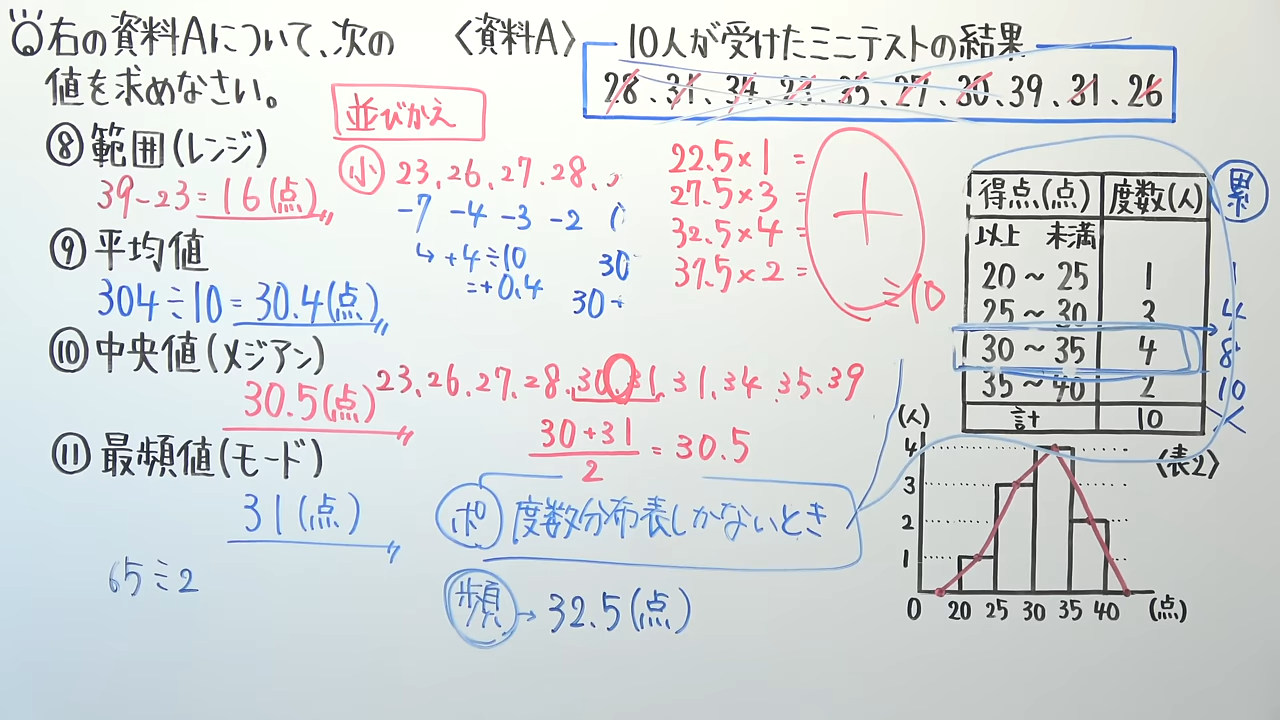 右の資料Aについて、次の
値を求めなさい。
〈資料A〉 10人が受けたミニテストの結果
28、31、34、23、35、27、30、39、31、26
並びかえ
⑧範囲(レンジ)
39-23=16(点)
小 23.26.27.28.
-7 -4 -3 -2
↳ +4÷10
=+0.4
30
30+
22.5×1=
27.5×3=
32.5×4=
37.5×2=
+
÷10
⑨平均値
304÷10=30.4(点)
⑩中央値(メジアン)
23.26.27.28.30.31.31.34.35.39
30.5(点)
30+31
2
=30.5
⑪最頻値(モード)
31(点)
65÷2
ポ 度数分布表しかないとき
頻→32.5(点)
得点(点) 度数(人) 累
以上 未満
20～25 1 1
25～30 3 4
30～35 4 8
35～40 2 10
計 10
〈表2〉
(人)
4
3
2
1
0 20 25 30 35 40 (点)